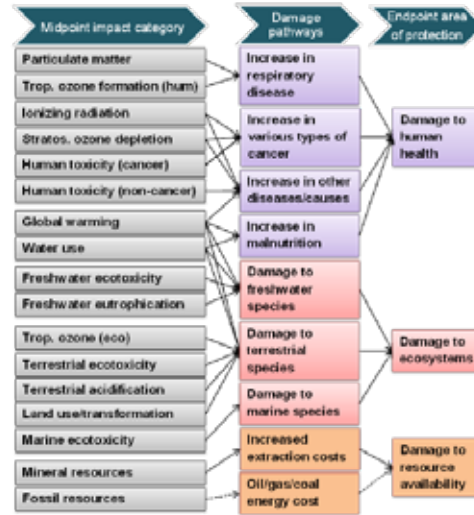 Midpoint impact category
Damage
pathways
Endpoint area
of protection
Particulate matter
Trop. ozone formation (hum)
Ionizing radiation
Stratos. ozone depletion
Human toxicity (cancer)
Human toxicity (non-cancer)
Global warming
Water use
Freshwater ecotoxicity
Freshwater eutrophication
Trop. ozone (eco)
Terrestrial ecotoxicity
Terrestrial acidification
Land use/transformation
Marine ecotoxicity
Mineral resources
Fossil resources
Increase in
respiratory
disease
Increase in
various types of
cancer
Increase in other
diseases/causes
Increase in
malnutrition
Damage to
freshwater
species
Damage to
terrestrial
species
Damage to
marine species
Increased
extraction costs
Oil/gas/coal
energy cost
Damage to
human
health
Damage to
ecosystems
Damage to
resource
availability